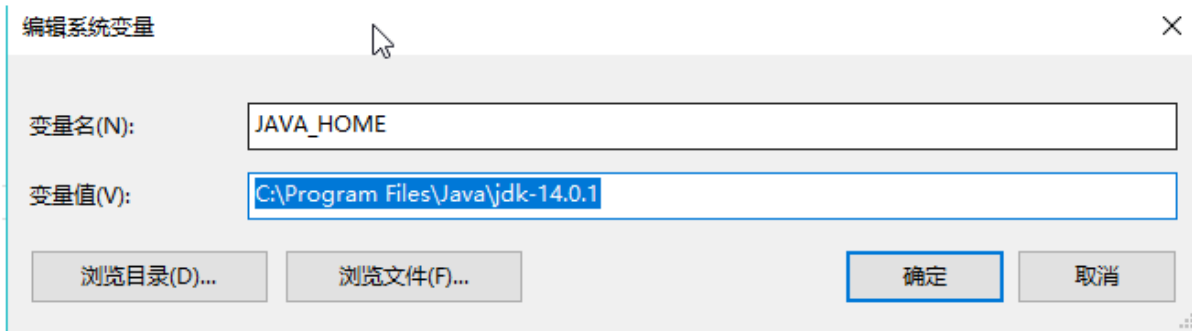 编辑系统变量
变量名(N): JAVA_HOME
变量值(V): C:\Program Files\Java\jdk-14.0.1
浏览目录(D)... 浏览文件(F)... 确定 取消